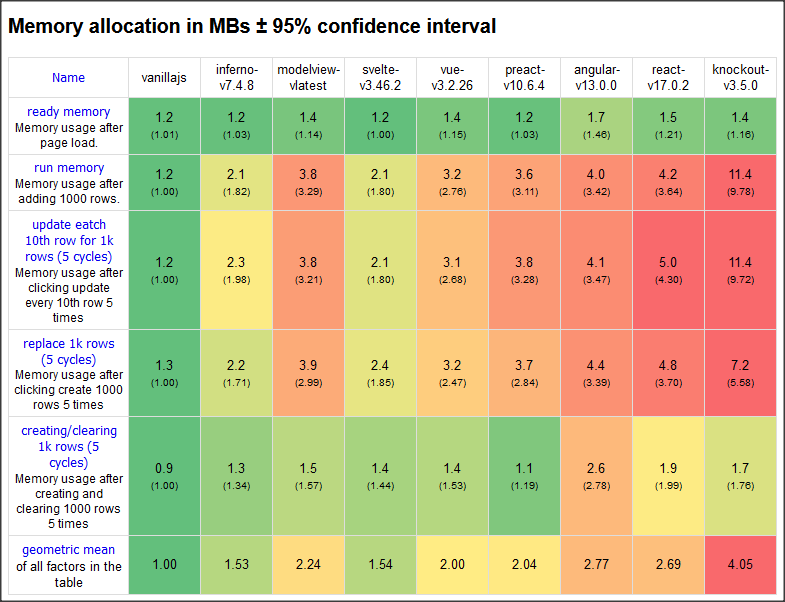 Memory allocation in MBs ± 95% confidence interval
Name vanillajs inferno-v7.4.8 modelview-vlatest svelte-v3.46.2 vue-v3.2.26 preact-v10.6.4 angular-v13.0.0 react-v17.0.2 knockout-v3.5.0
ready memory
Memory usage after
page load.
1.2 1.2 1.4 1.2 1.4 1.2 1.7 1.5 1.4
(1.01) (1.03) (1.14) (1.00) (1.15) (1.03) (1.46) (1.21) (1.16)
run memory
Memory usage after
adding 1000 rows.
1.2 2.1 3.8 2.1 3.2 3.6 4.0 4.2 11.4
(1.00) (1.82) (3.29) (1.80) (2.76) (3.11) (3.42) (3.64) (9.78)
update eatch
10th row for 1k
rows (5 cycles)
Memory usage after
clicking update
every 10th row 5
times
1.2 2.3 3.8 2.1 3.1 3.8 4.1 5.0 11.4
(1.00) (1.98) (3.21) (1.80) (2.68) (3.28) (3.47) (4.30) (9.72)
replace 1k rows
(5 cycles)
Memory usage after
clicking create 1000
rows 5 times
1.3 2.2 3.9 2.4 3.2 3.7 4.4 4.8 7.2
(1.00) (1.71) (2.99) (1.85) (2.47) (2.84) (3.39) (3.70) (5.58)
creating/clearing
1k rows (5
cycles)
Memory usage after
creating and
clearing 1000 rows
5 times
0.9 1.3 1.5 1.4 1.4 1.1 2.6 1.9 1.7
(1.00) (1.34) (1.57) (1.44) (1.53) (1.19) (2.78) (1.99) (1.76)
geometric mean
of all factors in the
table
1.00 1.53 2.24 1.54 2.00 2.04 2.77 2.69 4.05